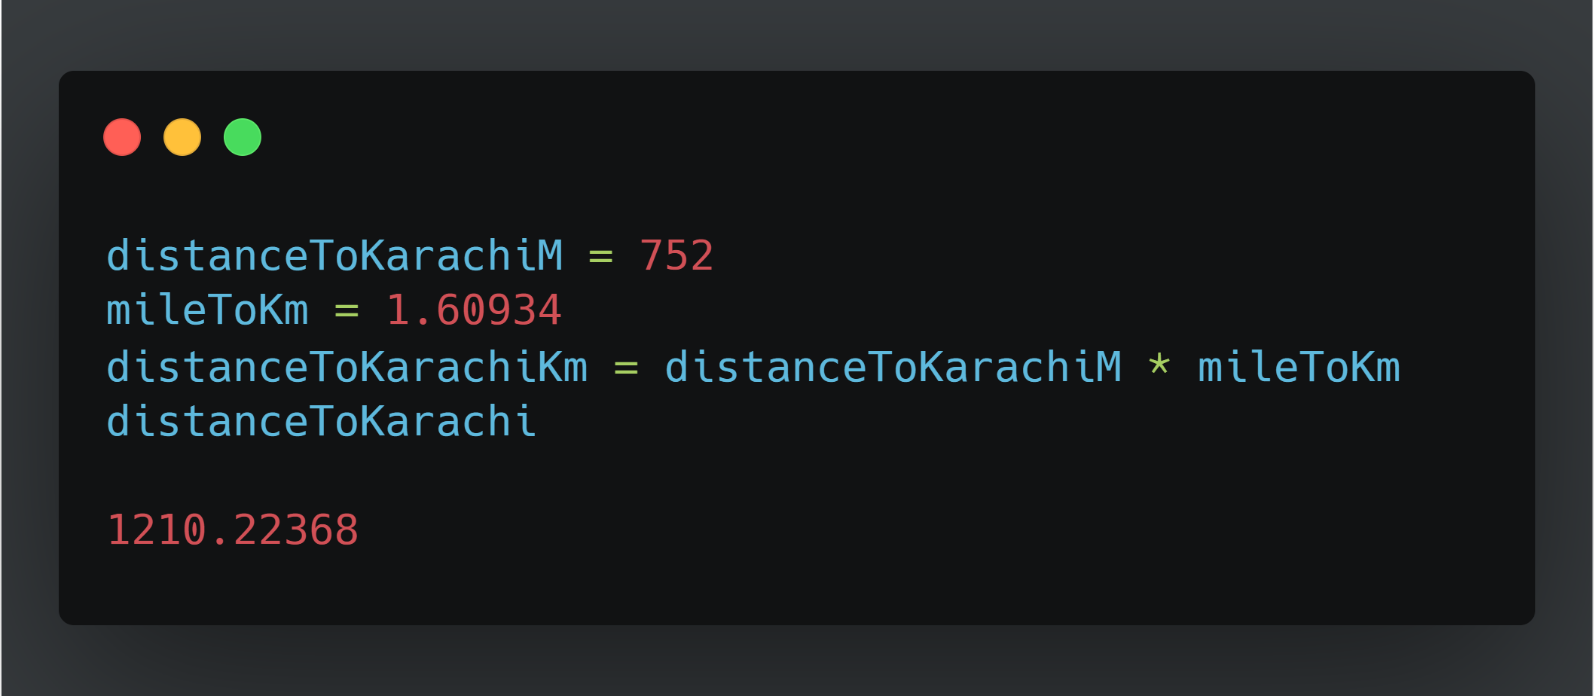 distanceToKarachiM = 752
mileToKm = 1.60934
distanceToKarachiKm = distanceToKarachiM * mileToKm
distanceToKarachi
1210.22368